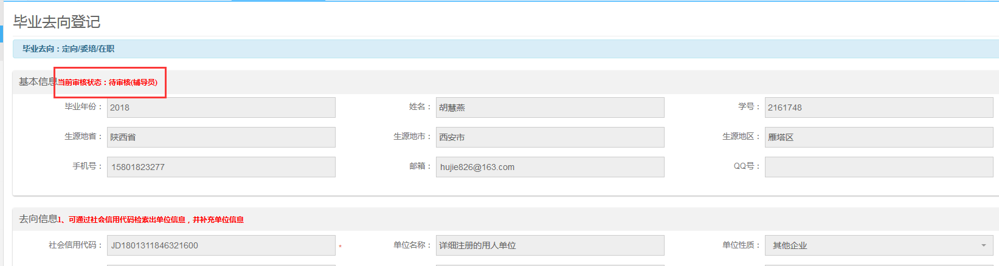 毕业去向登记
毕业去向：定向/委培/在职
基本信息当前审核状态：待审核(辅导员)
毕业年份： 2018 姓名： 胡慧燕 学号： 2161748
生源地省： 陕西省 生源地市： 西安市 生源地区： 雁塔区
手机号： 15801823277 邮箱： hujie826@163.com QQ号：
去向信息1、可通过社会信用代码检索出单位信息，并补充单位信息
社会信用代码： JD1801311846321600 * 单位名称： 详细注册的用人单位 单位性质： 其他企业